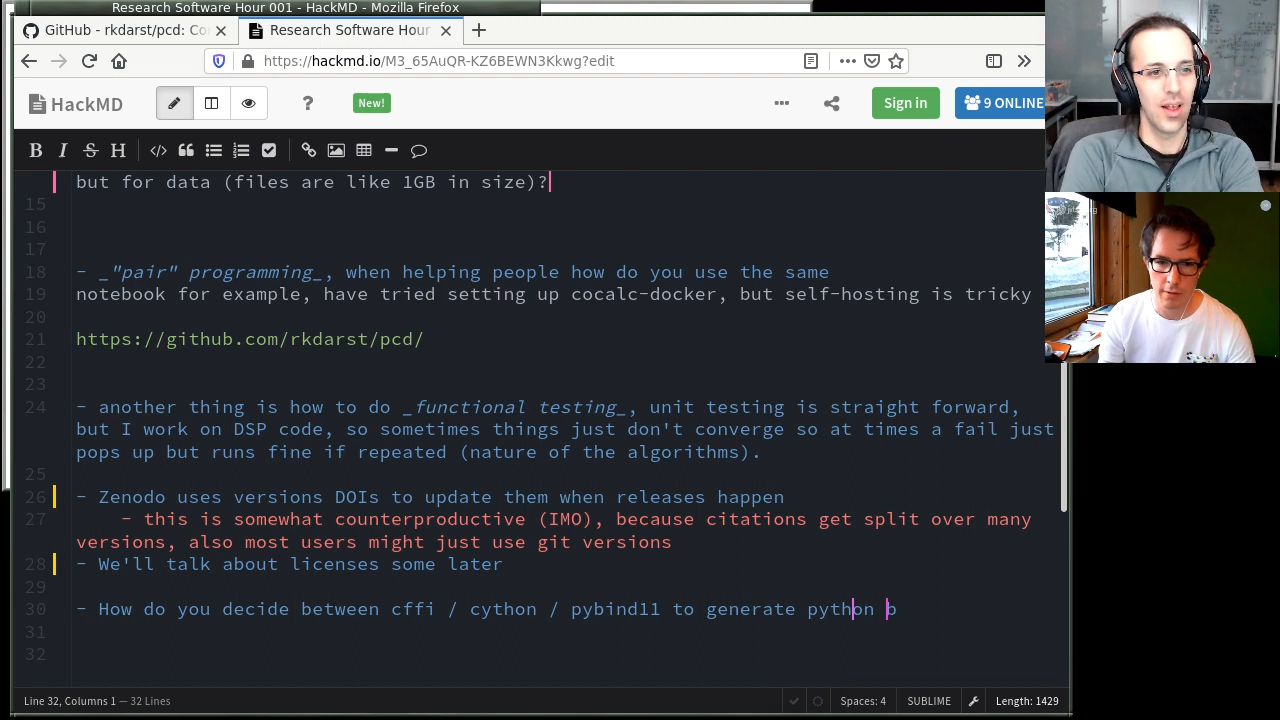 Research Software Hour 001 - HackMD - Mozilla Firefox
GitHub - rkdarst/pcd: Co
Research Software Hour
https://hackmd.io/M3_65AuQR-KZ6BEWN3Kkwg?edit
HackMD
?
New!
Sign in
9 ONLINE
B I S H
but for data (files are like 1GB in size)?
15
16
17
18 - _"pair" programming_, when helping people how do you use the same
19 notebook for example, have tried setting up cocalc-docker, but self-hosting is tricky
20
21 https://github.com/rkdarst/pcd/
22
23
24 - another thing is how to do _functional testing_, unit testing is straight forward,
but I work on DSP code, so sometimes things just don't converge so at times a fail just
pops up but runs fine if repeated (nature of the algorithms).
25
26 - Zenodo uses versions DOIs to update them when releases happen
27 - this is somewhat counterproductive (IMO), because citations get split over many
versions, also most users might just use git versions
28 - We'll talk about licenses some later
29
30 - How do you decide between cffi / cython / pybind11 to generate python b
31
32
Line 32, Columns 1 — 32 Lines
Spaces: 4
SUBLIME
Length: 1429